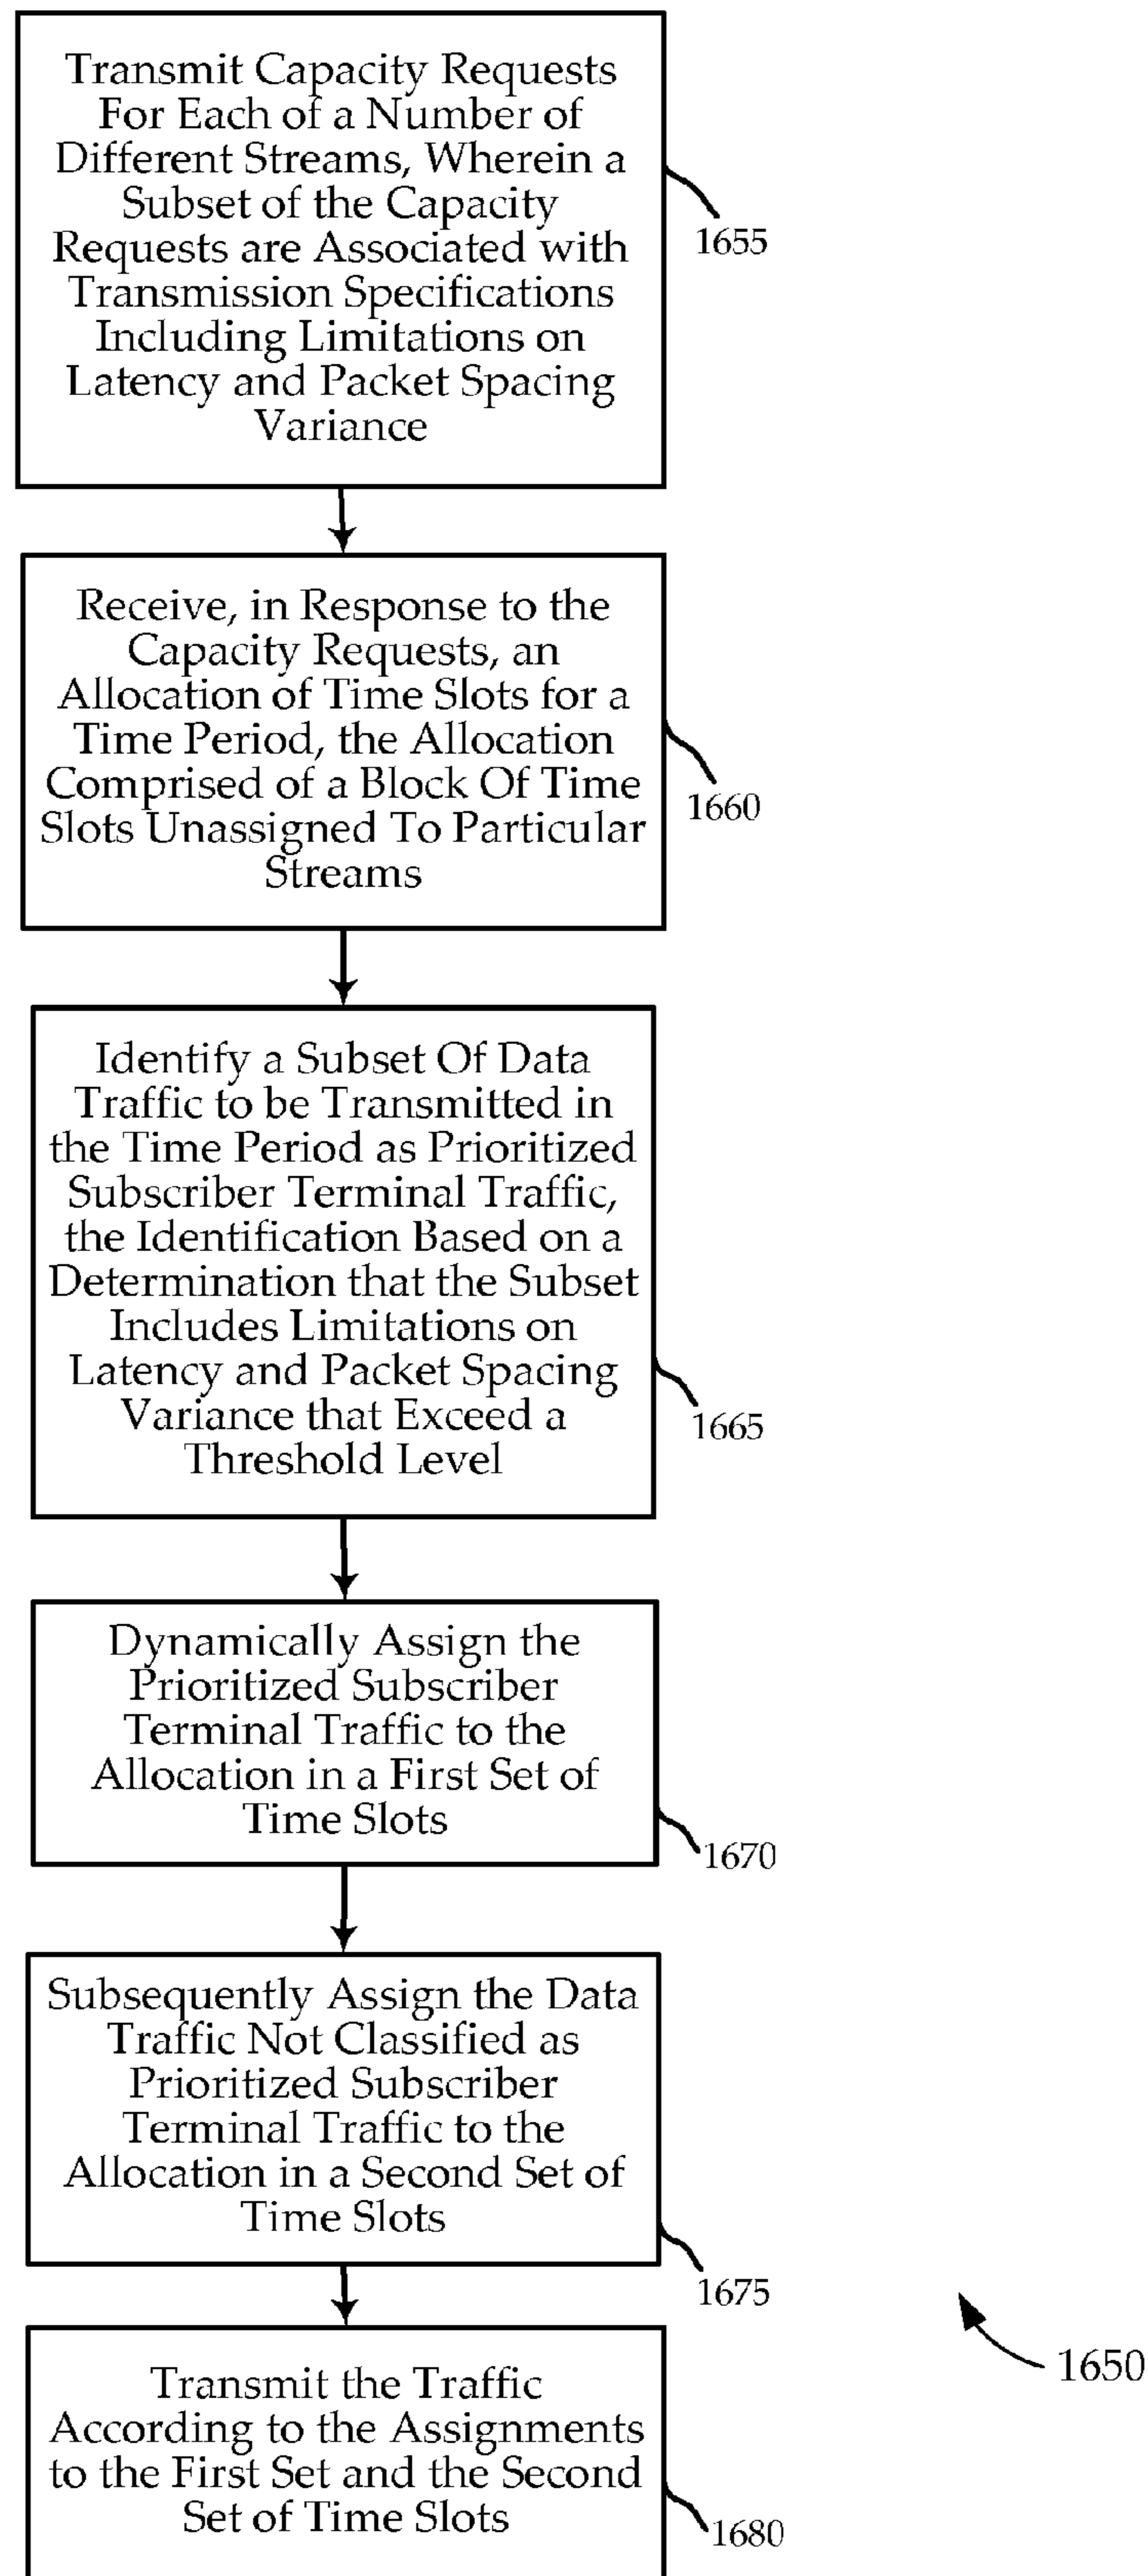 Transmit Capacity Requests
For Each of a Number of
Different Streams, Wherein a
Subset of the Capacity
Requests are Associated with
Transmission Specifications
Including Limitations on
Latency and Packet Spacing
Variance
1655
Receive, in Response to the
Capacity Requests, an
Allocation of Time Slots for a
Time Period, the Allocation
Comprised of a Block Of Time
Slots Unassigned To Particular
Streams
1660
Identify a Subset Of Data
Traffic to be Transmitted in
the Time Period as Prioritized
Subscriber Terminal Traffic,
the Identification Based on a
Determination that the Subset
Includes Limitations on
Latency and Packet Spacing
Variance that Exceed a
Threshold Level
1665
Dynamically Assign the
Prioritized Subscriber
Terminal Traffic to the
Allocation in a First Set of
Time Slots
1670
Subsequently Assign the Data
Traffic Not Classified as
Prioritized Subscriber
Terminal Traffic to the
Allocation in a Second Set of
Time Slots
1675
1650
Transmit the Traffic
According to the Assignments
to the First Set and the Second
Set of Time Slots
1680